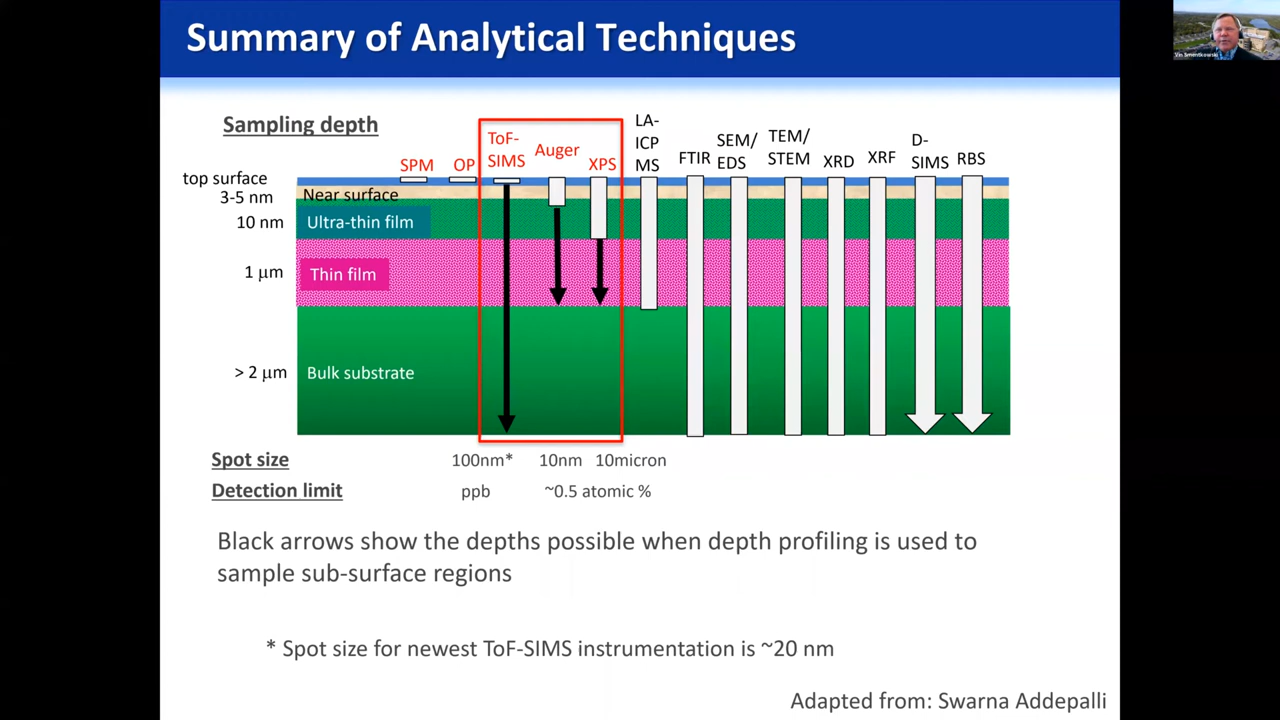 Summary of Analytical Techniques
Sampling depth
SPM
OP
ToF-
SIMS
Auger
XPS
LA-
ICP
MS
FTIR
SEM/
EDS
TEM/
STEM
XRD
XRF
D-
SIMS
RBS
top surface
3-5 nm
Near surface
10 nm
Ultra-thin film
1 μm
Thin film
> 2 μm
Bulk substrate
Spot size 100nm* 10nm 10micron
Detection limit ppb ~0.5 atomic %
Black arrows show the depths possible when depth profiling is used to
sample sub-surface regions
* Spot size for newest ToF-SIMS instrumentation is ~20 nm
Adapted from: Swarna Addepalli
Vin Smentkowski